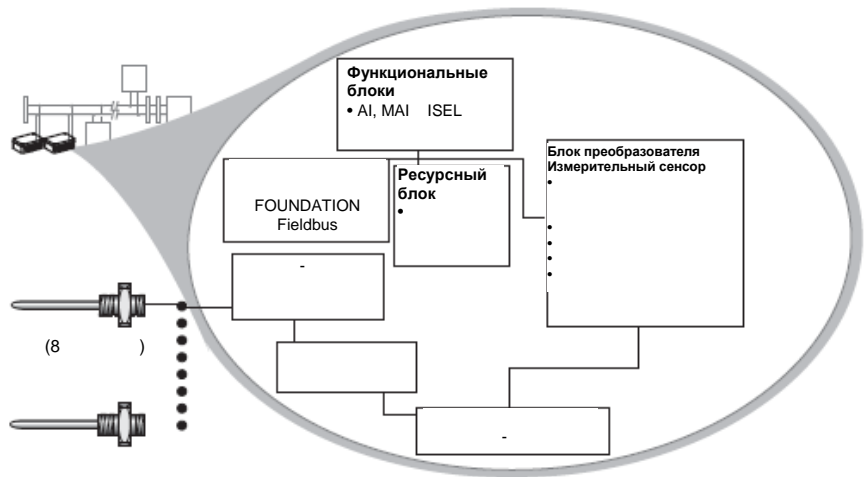 Функциональные
блоки
• AI, MAI ISEL
Блок преобразователя
Измерительный сенсор
•
•
•
•
•
Ресурсный
блок
•
FOUNDATION
Fieldbus
-
(8 )
-